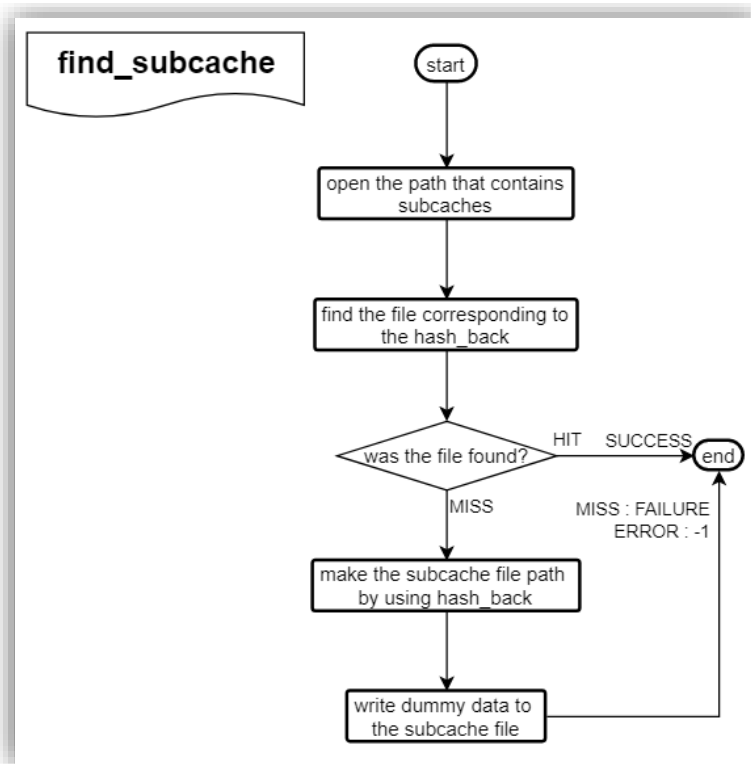 find_subcache
start
open the path that contains
subcaches
find the file corresponding to
the hash_back
was the file found?
HIT
SUCCESS
end
MISS
MISS : FAILURE
ERROR : -1
make the subcache file path
by using hash_back
write dummy data to
the subcache file